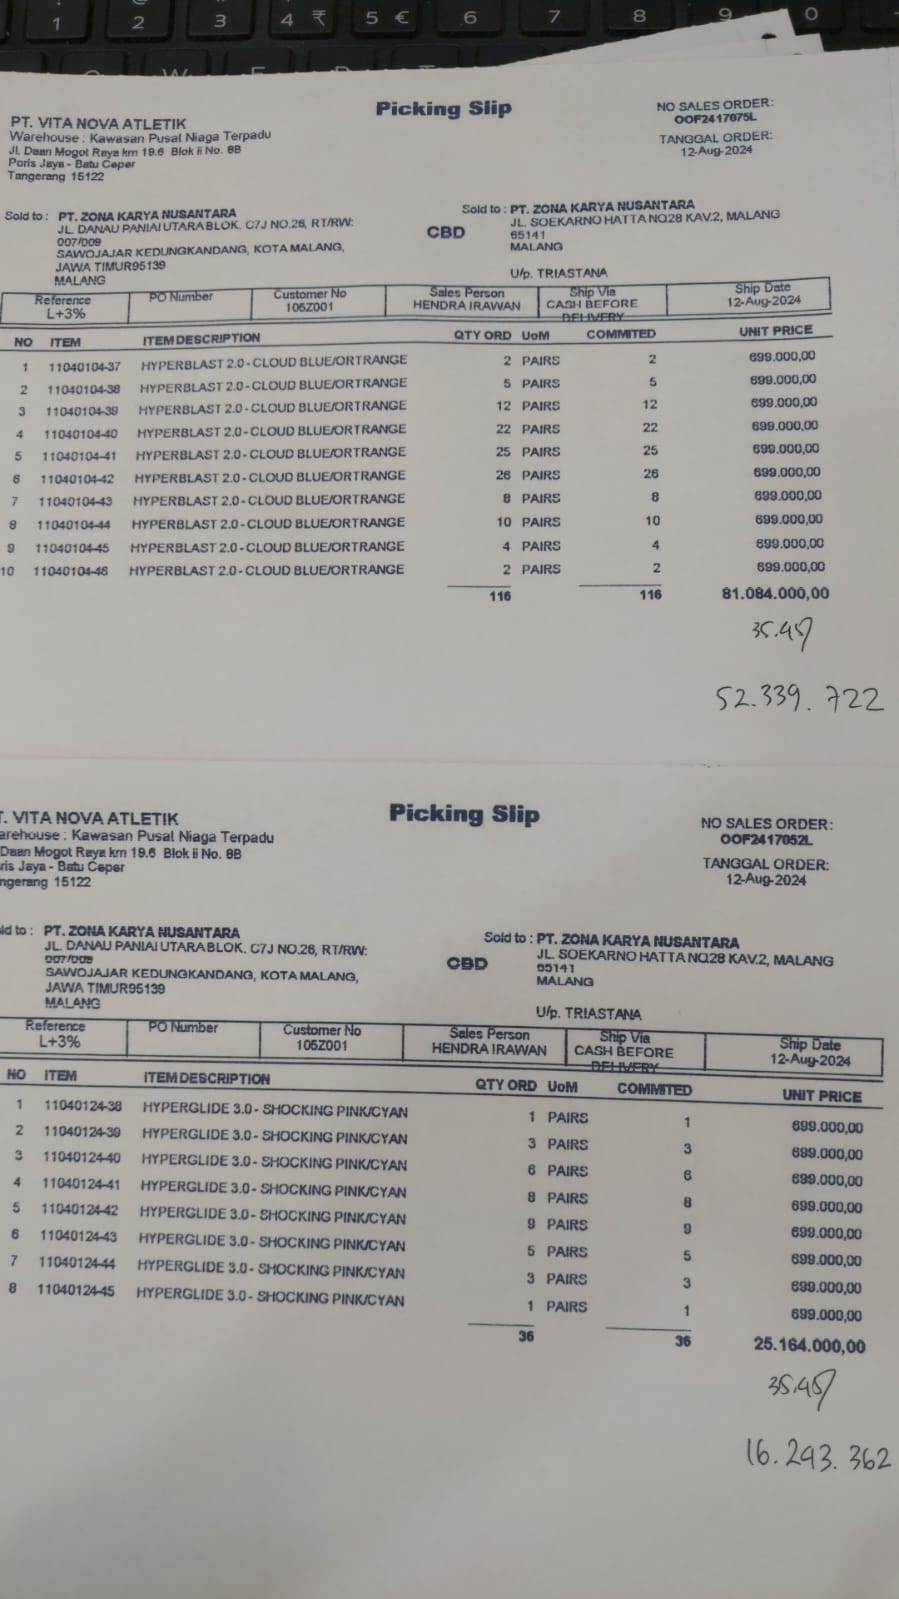 1 2 3 4 ₹ 5 € 6 7 8 9 0
Picking Slip
PT. VITA NOVA ATLETIK
Warehouse : Kawasan Pusal Niaga Terpadu
Jl. Daan Mogot Raya km 19.6 Blok ii No. 8B
Poris Jaya - Batu Ceper
Tangerang 15122
NO SALES ORDER:
OOF2417075L
TANGGAL ORDER:
12-Aug-2024
Sold to : PT. ZONA KARYA NUSANTARA
JL. DANAU PANIAI UTARA BLOK. C7J NO.26, RT/RW:
007/009
SAWOJAJAR KEDUNGKANDANG, KOTA MALANG,
JAWA TIMUR95139
MALANG
CBD
Sold to : PT. ZONA KARYA NUSANTARA
JL. SOEKARNO HATTA NO.28 KAV.2, MALANG
65141
MALANG
U/p. TRIASTANA
Reference PO Number Customer No Sales Person Ship Via Ship Date
L+3% 105Z001 HENDRA IRAWAN CASH BEFORE DELIVERY 12-Aug-2024
NO ITEM ITEM DESCRIPTION QTY ORD UoM COMMITED UNIT PRICE
1 11040104-37 HYPERBLAST 2.0 - CLOUD BLUE/ORTRANGE 2 PAIRS 2 699.000,00
2 11040104-38 HYPERBLAST 2.0 - CLOUD BLUE/ORTRANGE 5 PAIRS 5 699.000,00
3 11040104-39 HYPERBLAST 2.0 - CLOUD BLUE/ORTRANGE 12 PAIRS 12 699.000,00
4 11040104-40 HYPERBLAST 2.0 - CLOUD BLUE/ORTRANGE 22 PAIRS 22 699.000,00
5 11040104-41 HYPERBLAST 2.0 - CLOUD BLUE/ORTRANGE 25 PAIRS 25 699.000,00
6 11040104-42 HYPERBLAST 2.0 - CLOUD BLUE/ORTRANGE 26 PAIRS 26 699.000,00
7 11040104-43 HYPERBLAST 2.0 - CLOUD BLUE/ORTRANGE 8 PAIRS 8 699.000,00
8 11040104-44 HYPERBLAST 2.0 - CLOUD BLUE/ORTRANGE 10 PAIRS 10 699.000,00
9 11040104-45 HYPERBLAST 2.0 - CLOUD BLUE/ORTRANGE 4 PAIRS 4 699.000,00
10 11040104-46 HYPERBLAST 2.0 - CLOUD BLUE/ORTRANGE 2 PAIRS 2 699.000,00
116 116 81.084.000,00
35.45/
52.339.722
Picking Slip
T. VITA NOVA ATLETIK
arehouse : Kawasan Pusal Niaga Terpadu
Daan Mogot Raya km 19.6 Blok ii No. 8B
ris Jaya - Batu Ceper
ngerang 15122
NO SALES ORDER:
OOF2417052L
TANGGAL ORDER:
12-Aug-2024
ld to : PT. ZONA KARYA NUSANTARA
JL. DANAU PANIAI UTARA BLOK. C7J NO.26, RT/RW:
007/009
SAWOJAJAR KEDUNGKANDANG, KOTA MALANG,
JAWA TIMUR95139
MALANG
CBD
Sold to : PT. ZONA KARYA NUSANTARA
JL. SOEKARNO HATTA NO.28 KAV.2, MALANG
65141
MALANG
U/p. TRIASTANA
Reference PO Number Customer No Sales Person Ship Via Ship Date
L+3% 105Z001 HENDRA IRAWAN CASH BEFORE DELIVERY 12-Aug-2024
NO ITEM ITEM DESCRIPTION QTY ORD UoM COMMITED UNIT PRICE
1 11040124-38 HYPERGLIDE 3.0 - SHOCKING PINK/CYAN 1 PAIRS 1 699.000,00
2 11040124-39 HYPERGLIDE 3.0 - SHOCKING PINK/CYAN 3 PAIRS 3 699.000,00
3 11040124-40 HYPERGLIDE 3.0 - SHOCKING PINK/CYAN 6 PAIRS 6 699.000,00
4 11040124-41 HYPERGLIDE 3.0 - SHOCKING PINK/CYAN 8 PAIRS 8 699.000,00
5 11040124-42 HYPERGLIDE 3.0 - SHOCKING PINK/CYAN 9 PAIRS 9 699.000,00
6 11040124-43 HYPERGLIDE 3.0 - SHOCKING PINK/CYAN 5 PAIRS 5 699.000,00
7 11040124-44 HYPERGLIDE 3.0 - SHOCKING PINK/CYAN 3 PAIRS 3 699.000,00
8 11040124-45 HYPERGLIDE 3.0 - SHOCKING PINK/CYAN 1 PAIRS 1 699.000,00
36 36 25.164.000,00
35.45/
16.243.362